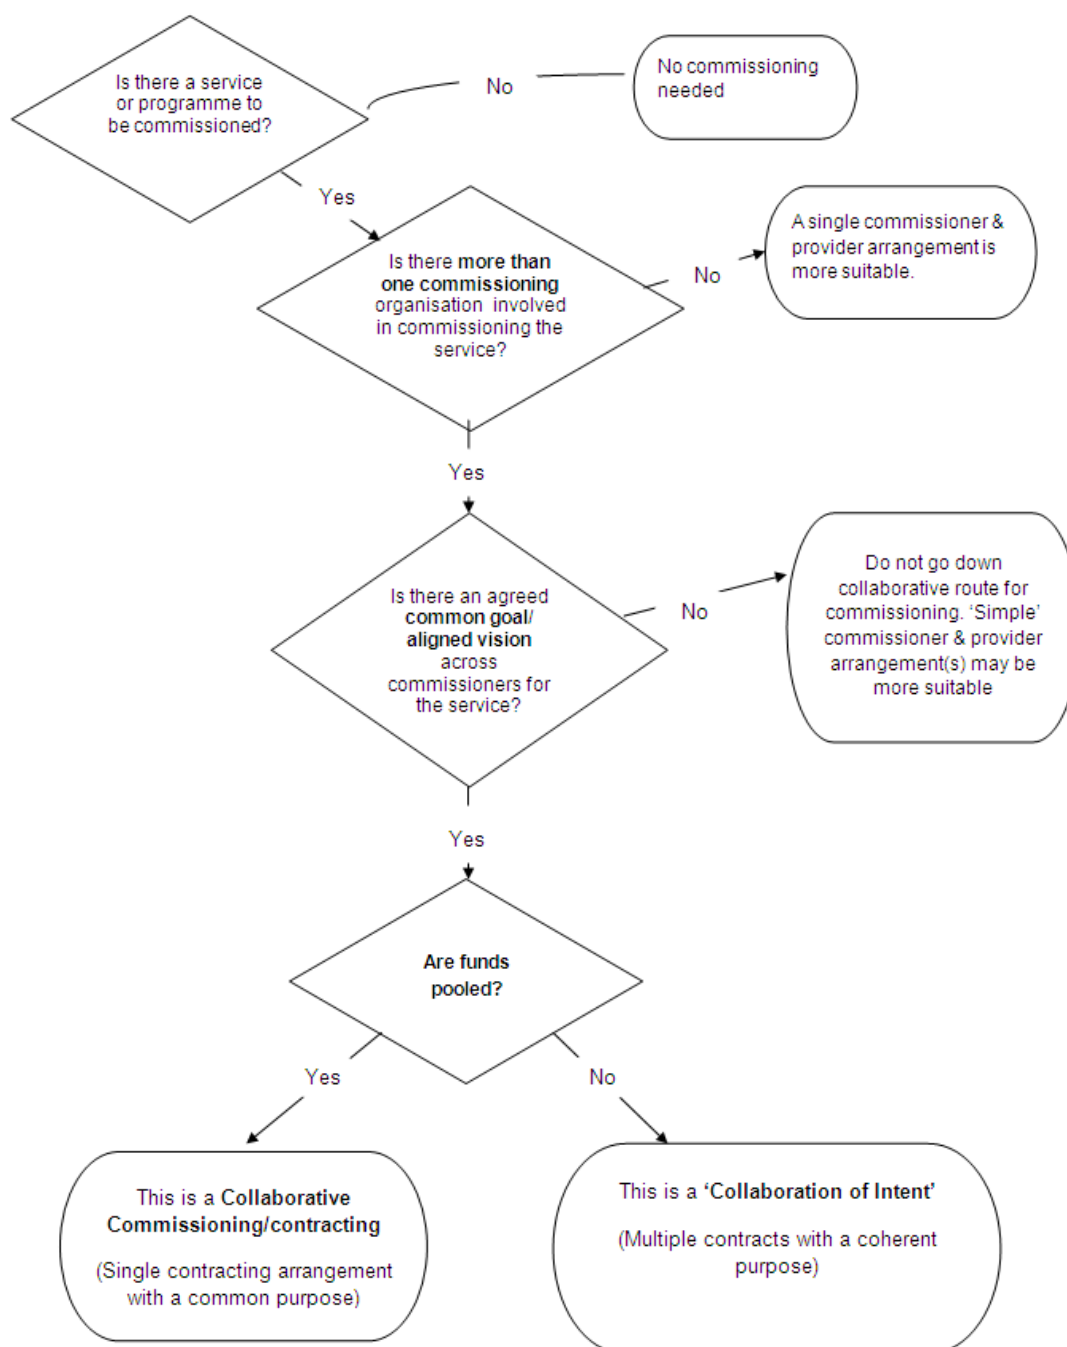 Is there a service
or programme to
be commissioned?
No
No commissioning
needed
Yes
Is there more than
one commissioning
organisation involved
in commissioning the
service?
No
A single commissioner &
provider arrangement is
more suitable.
Yes
Is there an agreed
common goal/
aligned vision
across
commissioners for
the service?
No
Do not go down
collaborative route for
commissioning. ‘Simple’
commissioner & provider
arrangement(s) may be
more suitable
Yes
Are funds
pooled?
Yes
No
This is a Collaborative
Commissioning/contracting
(Single contracting arrangement
with a common purpose)
This is a ‘Collaboration of Intent’
(Multiple contracts with a coherent
purpose)